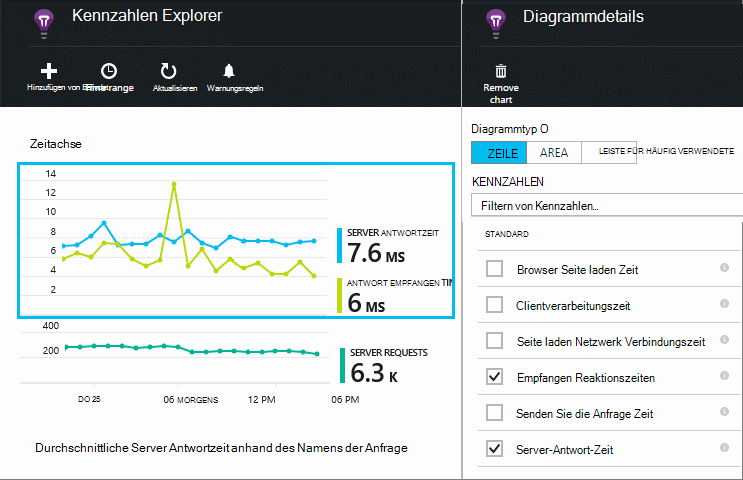 Kennzahlen Explorer
Hinzufügen von
Time range
Aktualisieren
Warnungsregeln
Zeitachse
14
12
10
8
6
4
2
SERVER ANTWORTZEIT
7.6 MS
ANTWORT EMPFANGEN TIM
6 MS
400
200
SERVER REQUESTS
6.3 K
DO 25
06 MORGENS
12 PM
06 PM
Durchschnittliche Server Antwortzeit anhand des Namens der Anfrage
Diagrammdetails
Remove
chart
Diagrammtyp O
ZEILE
AREA
LEISTE FÜR HÄUFIG VERWENDETE
KENNZAHLEN
Filtern von Kennzahlen...
STANDARD
Browser Seite laden Zeit
Clientverarbeitungszeit
Seite laden Netzwerk Verbindungszeit
Empfangen Reaktionszeiten
Senden Sie die Anfrage Zeit
Server-Antwort-Zeit